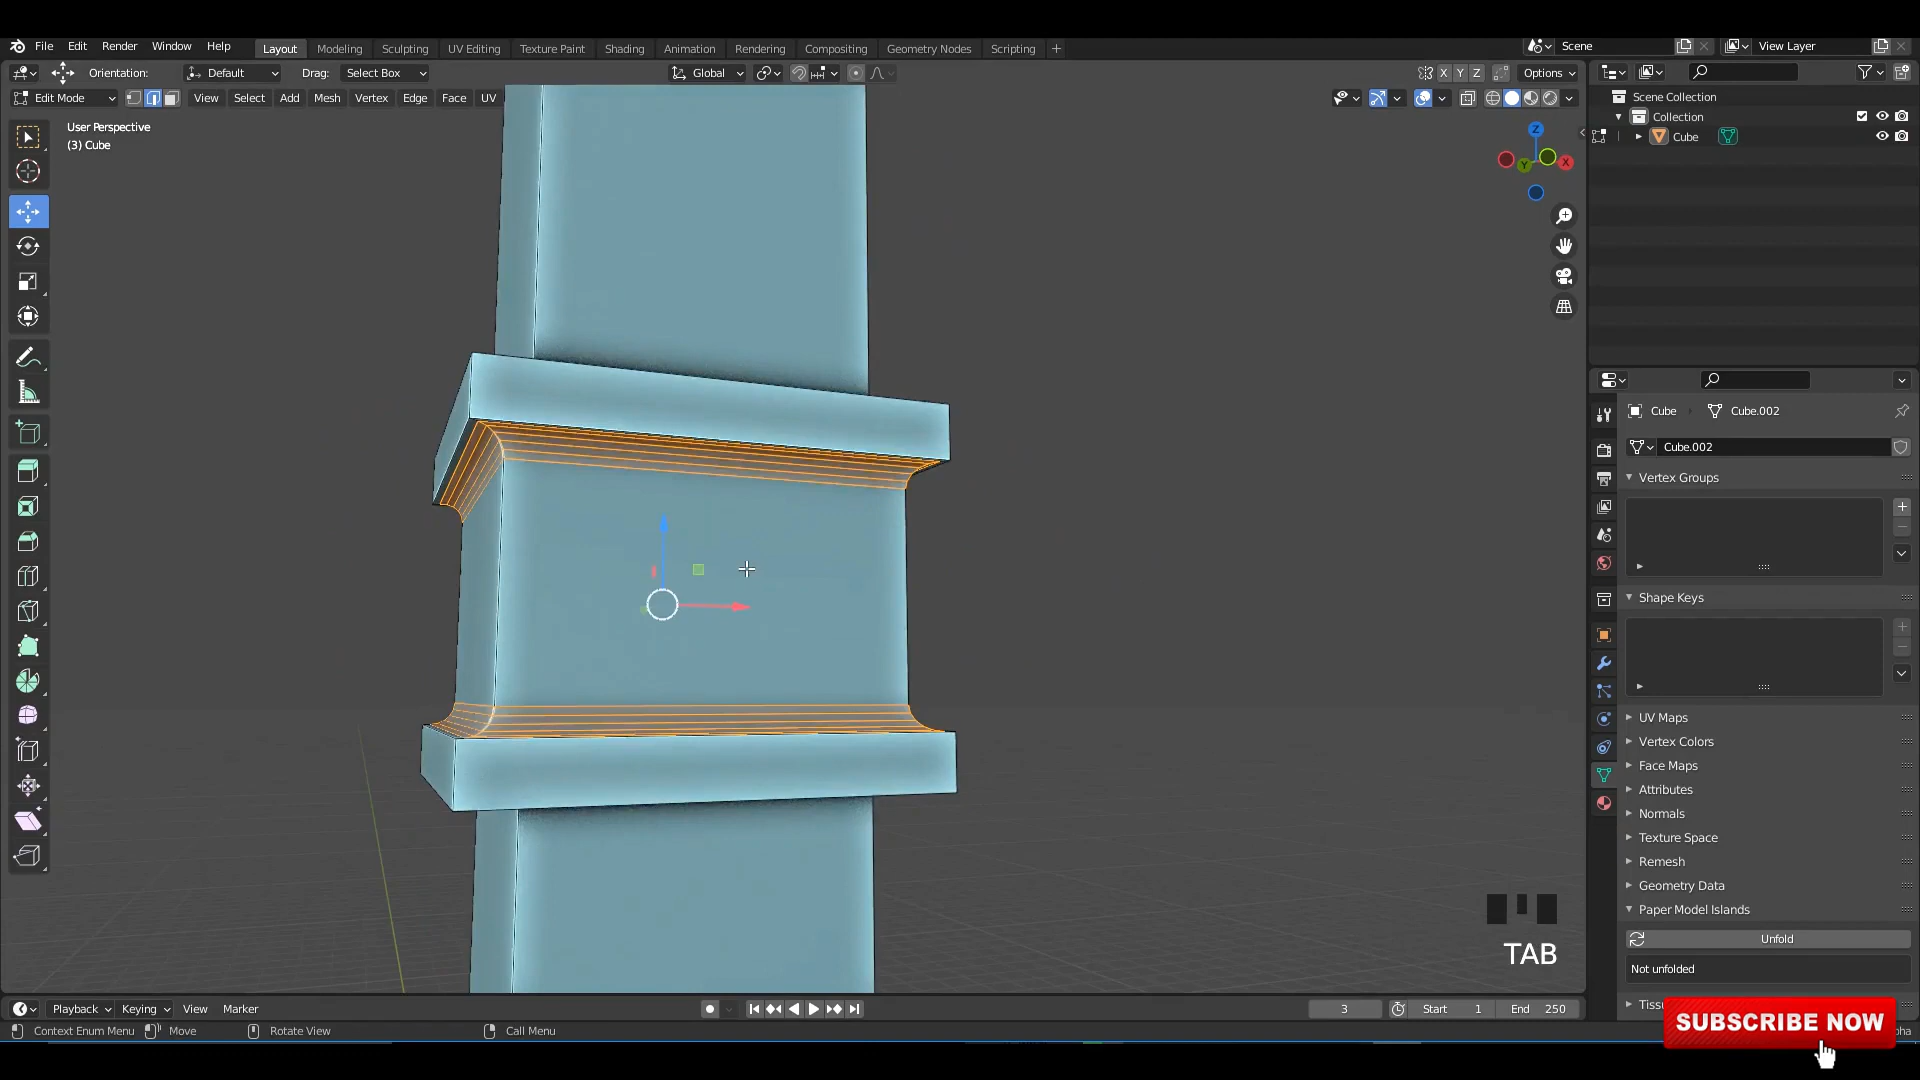 File Edit Render Window Help Layout Modeling Sculpting UV Editing Texture Paint Shading Animation Rendering Compositing Geometry Nodes Scripting + Scene View Layer
Orientation: Default Drag: Select Box Global X Y Z Options
Edit Mode View Select Add Mesh Vertex Edge Face UV
Scene Collection
Collection
Cube
User Perspective
(3) Cube
Z
Y
X
Cube Cube.002
Cube.002
Vertex Groups
Shape Keys
UV Maps
Vertex Colors
Face Maps
Attributes
Normals
Texture Space
Remesh
Geometry Data
Paper Model Islands
Unfold
Not unfolded
TAB
Playback Keying View Marker 3 Start 1 End 250
Context Enum Menu Move Rotate View Call Menu
SUBSCRIBE NOW